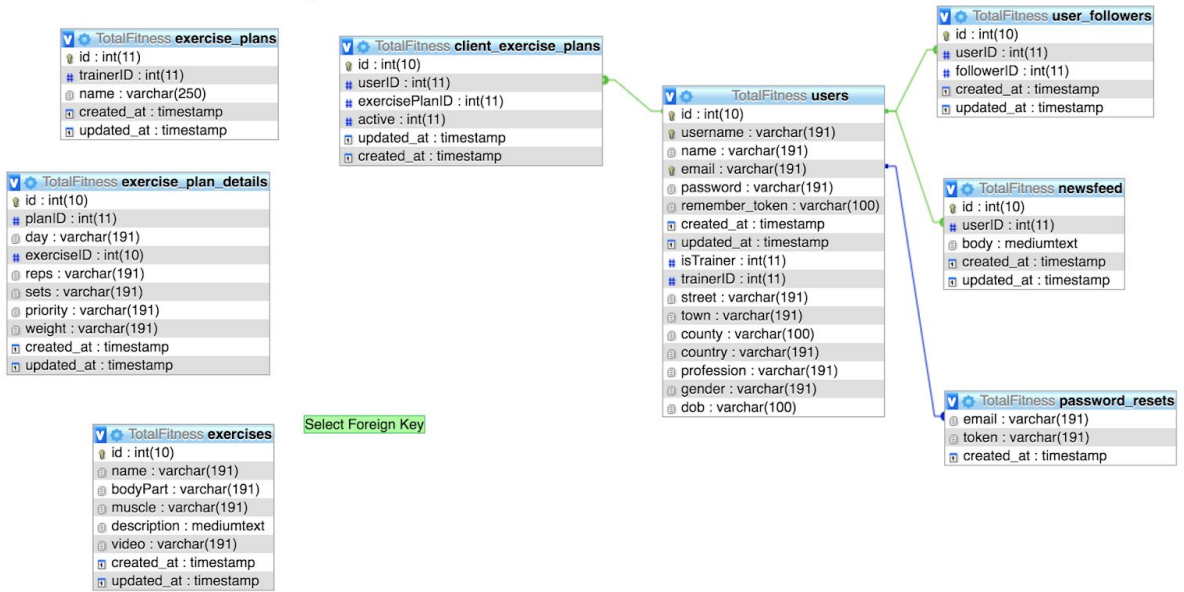 TotalFitness exercise_plans
id : int(11)
trainerID : int(11)
name : varchar(250)
created_at : timestamp
updated_at : timestamp
TotalFitness client_exercise_plans
id : int(10)
userID : int(11)
exercisePlanID : int(11)
active : int(11)
updated_at : timestamp
created_at : timestamp
TotalFitness users
id : int(10)
username : varchar(191)
name : varchar(191)
email : varchar(191)
password : varchar(191)
remember_token : varchar(100)
created_at : timestamp
updated_at : timestamp
isTrainer : int(11)
trainerID : int(11)
street : varchar(191)
town : varchar(191)
county : varchar(100)
country : varchar(191)
profession : varchar(191)
gender : varchar(191)
dob : varchar(100)
TotalFitness user_followers
id : int(10)
userID : int(11)
followerID : int(11)
created_at : timestamp
updated_at : timestamp
TotalFitness exercise_plan_details
id : int(10)
planID : int(11)
day : varchar(191)
exerciseID : int(10)
reps : varchar(191)
sets : varchar(191)
priority : varchar(191)
weight : varchar(191)
created_at : timestamp
updated_at : timestamp
TotalFitness newsfeed
id : int(10)
userID : int(11)
body : mediumtext
created_at : timestamp
updated_at : timestamp
TotalFitness exercises
id : int(10)
name : varchar(191)
bodyPart : varchar(191)
muscle : varchar(191)
description : mediumtext
video : varchar(191)
created_at : timestamp
updated_at : timestamp
Select Foreign Key
TotalFitness password_resets
email : varchar(191)
token : varchar(191)
created_at : timestamp